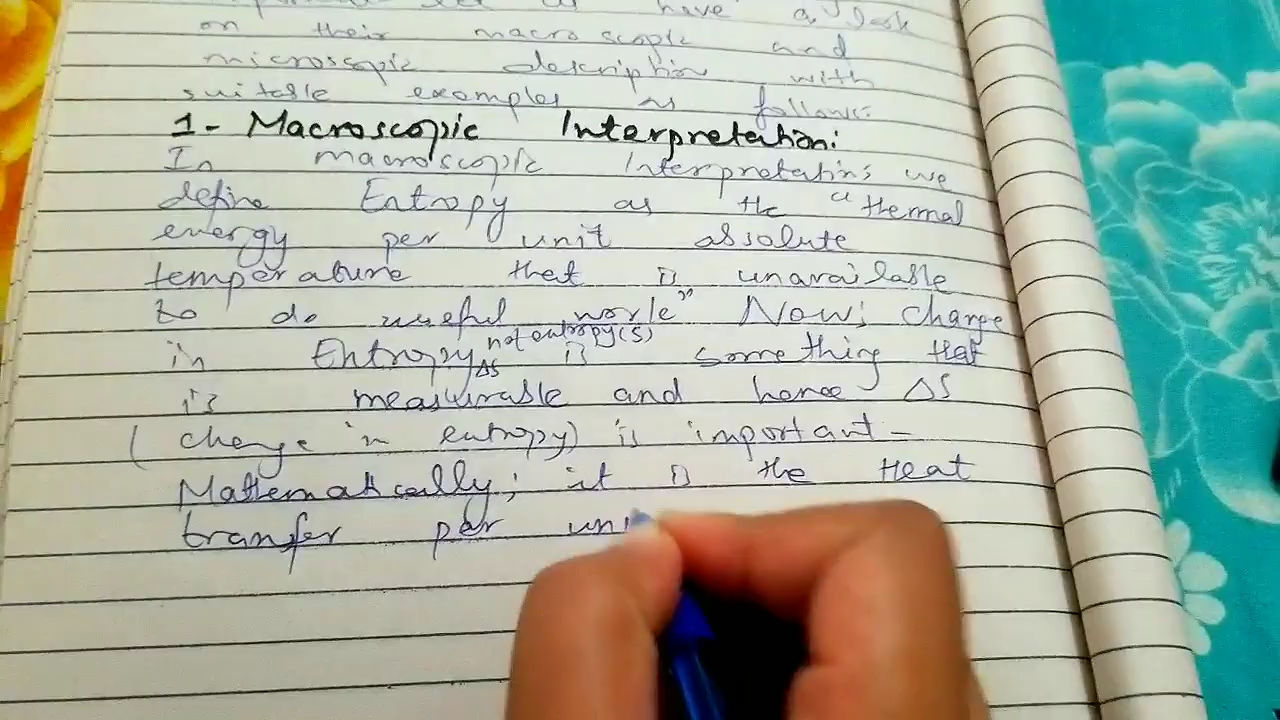 have a look
on their macroscopic and
microscopic description with
suitable examples as follows:
1- Macroscopic Interpretation:
In macroscopic Interpretations we
define Entropy as the "thermal
energy per unit absolute
temperature that is unavailable
to do useful work" Now; change
not entropy(S)
in Entropy ΔS is something that
is measurable and hence ΔS
(change in entropy) is important-
Mathematically; it is the Heat
transfer per uni